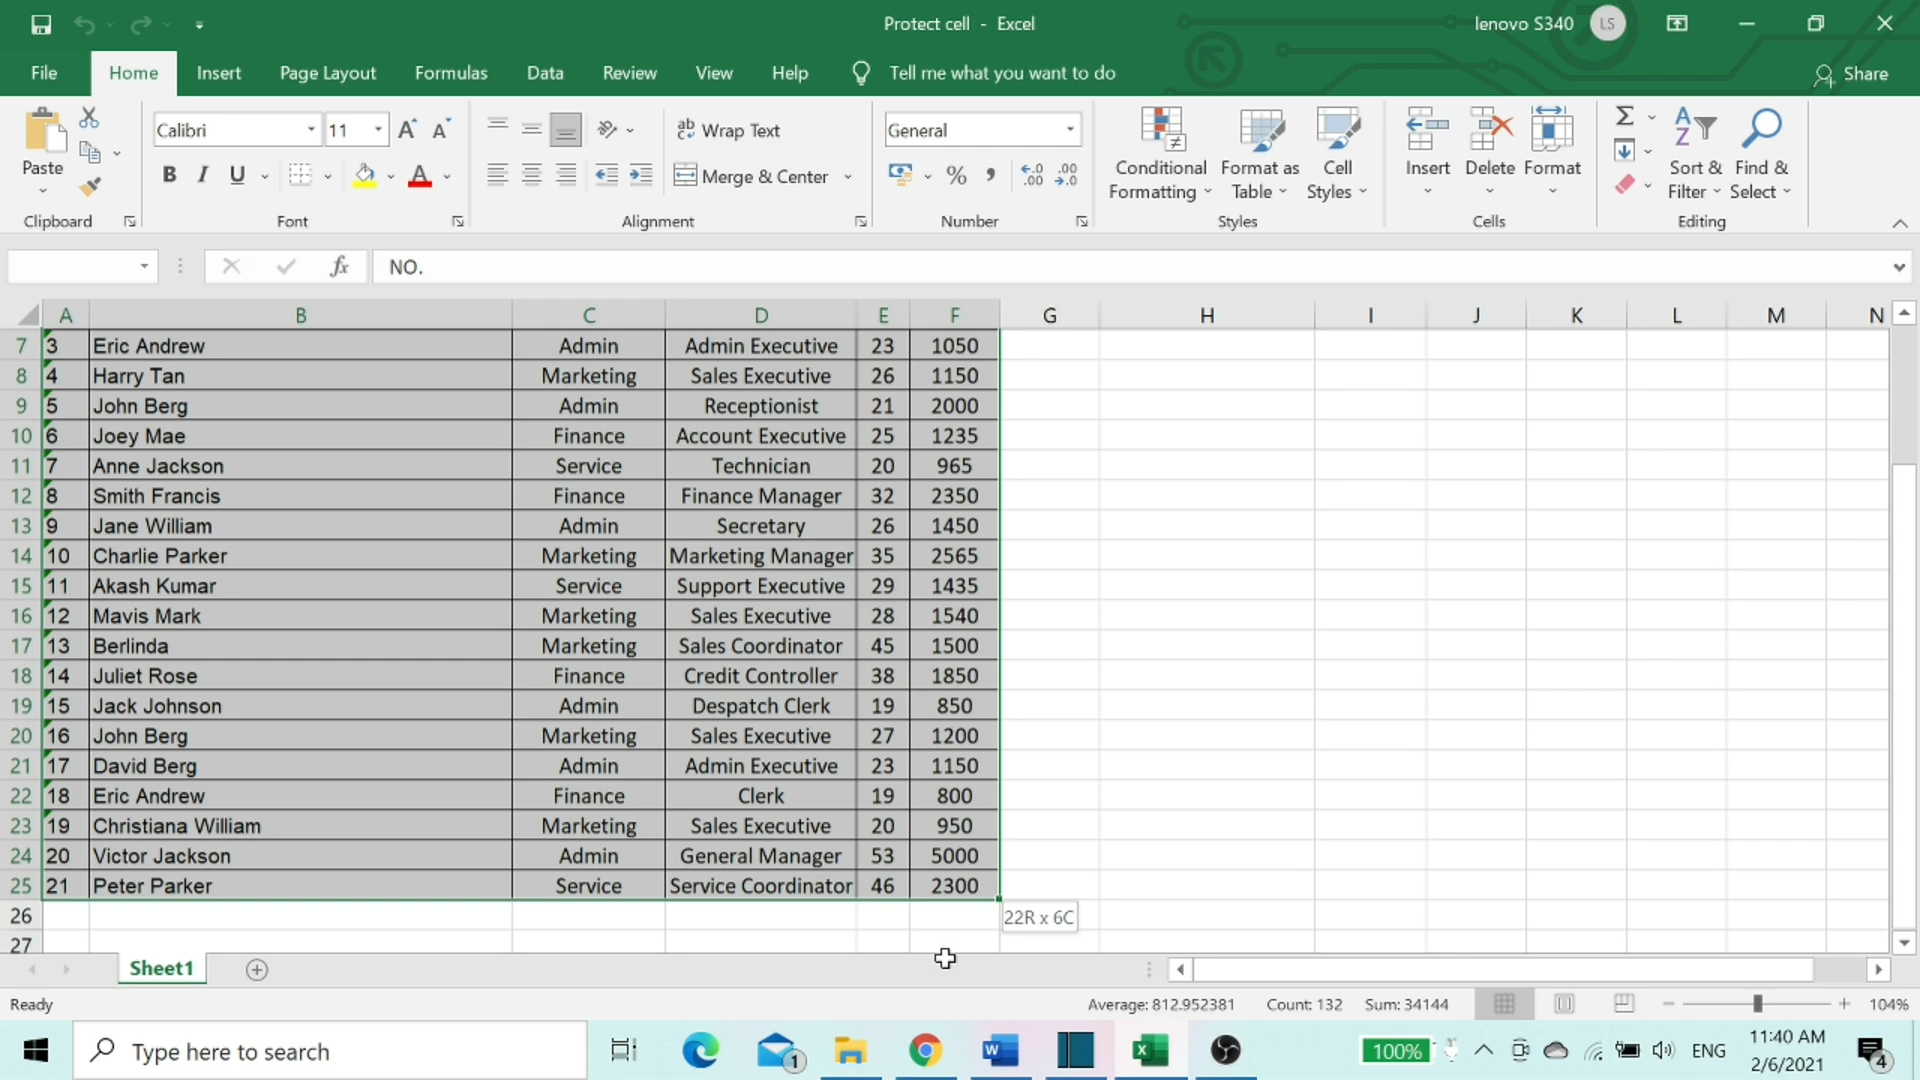 Protect cell - Excel
lenovo S340 LS
File Home Insert Page Layout Formulas Data Review View Help Tell me what you want to do Share
Calibri 11 A A ab Wrap Text General
Paste B I U A Merge & Center % , Conditional Formatting Format as Table Cell Styles Insert Delete Format Sort & Filter Find & Select
Clipboard Font Alignment Number Styles Cells Editing
fx NO.
A B C D E F G H I J K L M N
7 3 Eric Andrew Admin Admin Executive 23 1050
8 4 Harry Tan Marketing Sales Executive 26 1150
9 5 John Berg Admin Receptionist 21 2000
10 6 Joey Mae Finance Account Executive 25 1235
11 7 Anne Jackson Service Technician 20 965
12 8 Smith Francis Finance Finance Manager 32 2350
13 9 Jane William Admin Secretary 26 1450
14 10 Charlie Parker Marketing Marketing Manager 35 2565
15 11 Akash Kumar Service Support Executive 29 1435
16 12 Mavis Mark Marketing Sales Executive 28 1540
17 13 Berlinda Marketing Sales Coordinator 45 1500
18 14 Juliet Rose Finance Credit Controller 38 1850
19 15 Jack Johnson Admin Despatch Clerk 19 850
20 16 John Berg Marketing Sales Executive 27 1200
21 17 David Berg Admin Admin Executive 23 1150
22 18 Eric Andrew Finance Clerk 19 800
23 19 Christiana William Marketing Sales Executive 20 950
24 20 Victor Jackson Admin General Manager 53 5000
25 21 Peter Parker Service Service Coordinator 46 2300
26 22R x 6C
27
Sheet1
Ready Average: 812.952381 Count: 132 Sum: 34144 104%
Type here to search 1 100% ENG 11:40 AM
2/6/2021 4